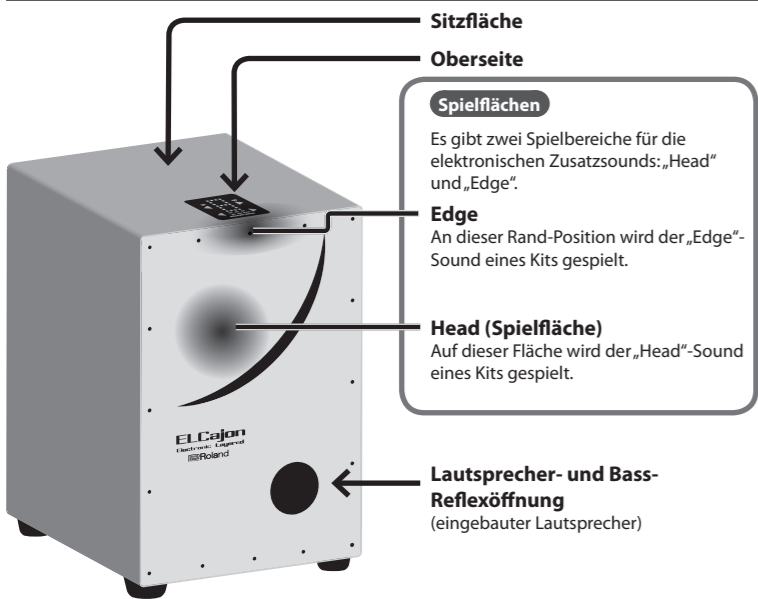 Sitzfläche
Oberseite
Spielflächen
Es gibt zwei Spielbereiche für die
elektronischen Zusatzsounds: „Head"
und „Edge".
Edge
An dieser Rand-Position wird der „Edge"-
Sound eines Kits gespielt.
Head (Spielfläche)
Auf dieser Fläche wird der „Head"-Sound
eines Kits gespielt.
ELCajon
Electronic Layered
Roland
Lautsprecher- und Bass-
Reflexöffnung
(eingebauter Lautsprecher)